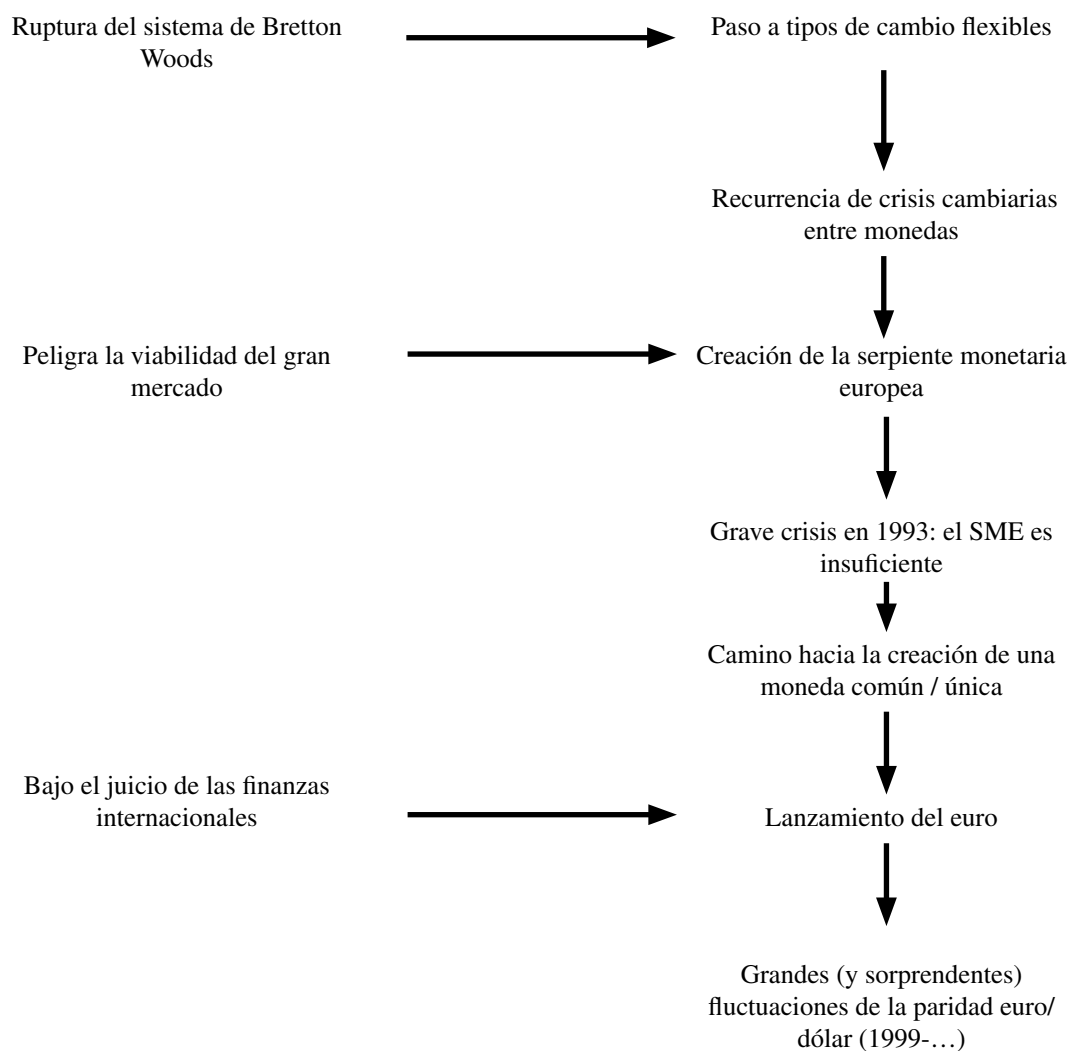 Ruptura del sistema de Bretton
Woods
Paso a tipos de cambio flexibles
Recurrencia de crisis cambiarias
entre monedas
Peligra la viabilidad del gran
mercado
Creación de la serpiente monetaria
europea
Grave crisis en 1993: el SME es
insuficiente
Camino hacia la creación de una
moneda común / única
Bajo el juicio de las finanzas
internacionales
Lanzamiento del euro
Grandes (y sorprendentes)
fluctuaciones de la paridad euro/
dólar (1999-…)